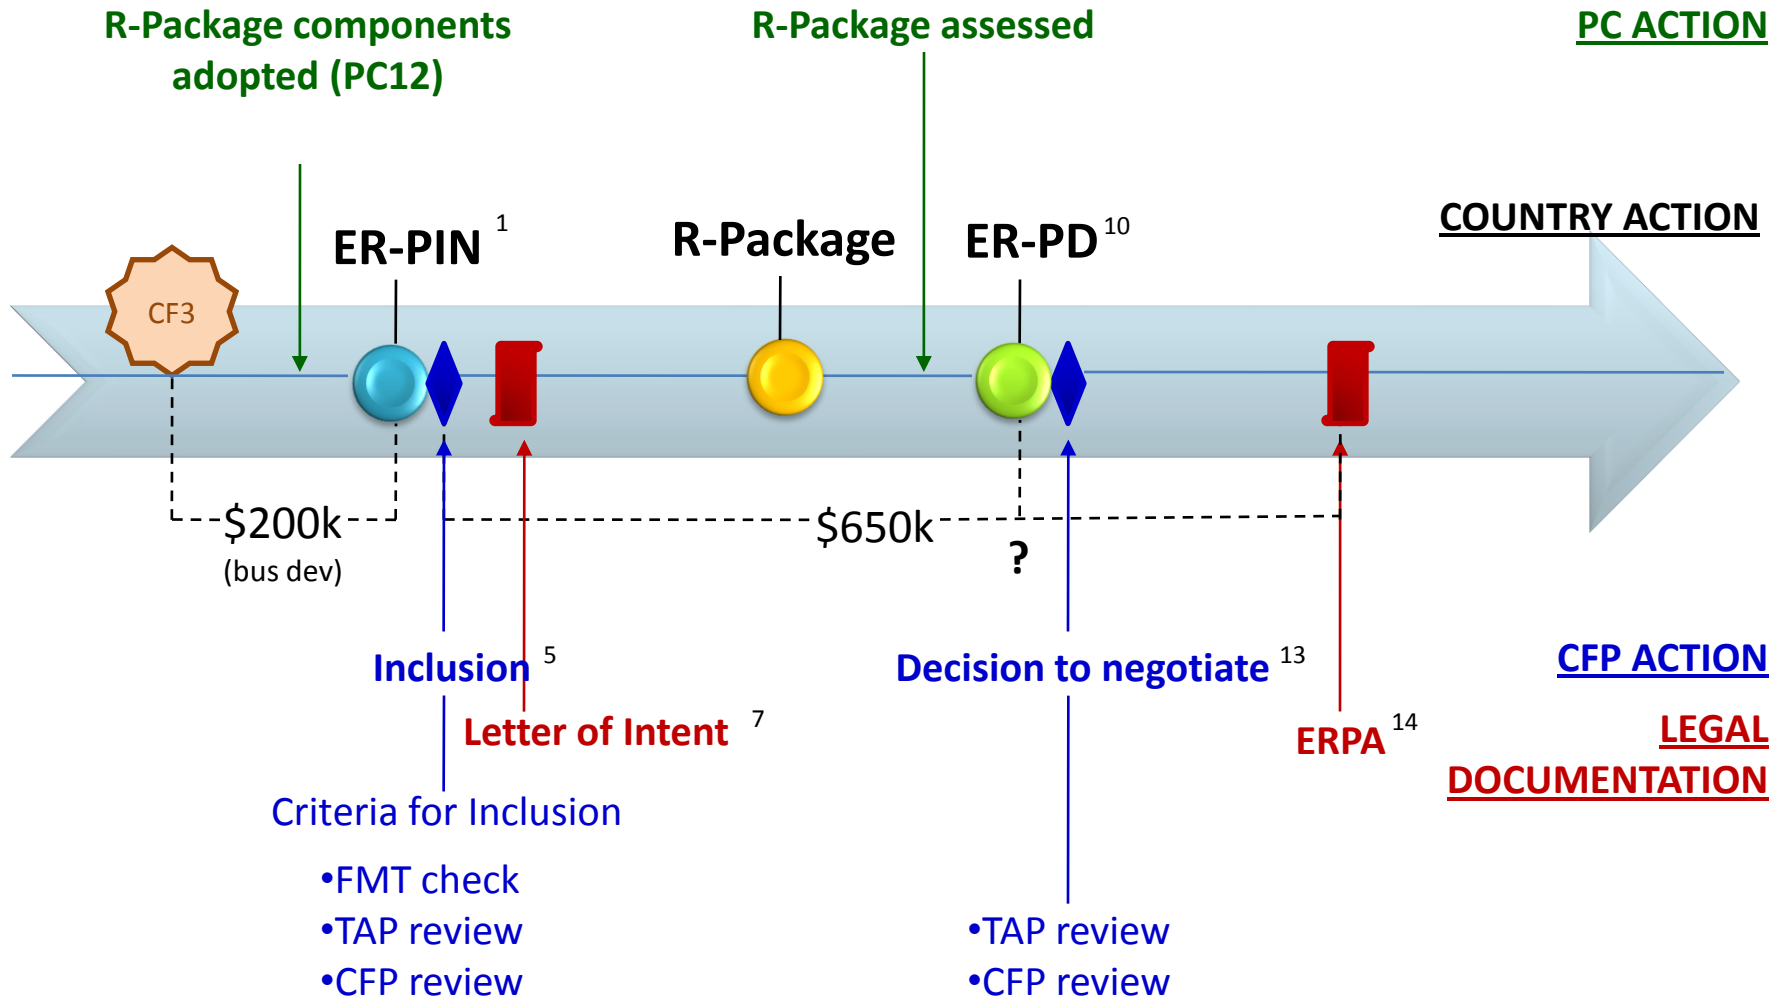 R-Package components
adopted (PC12)
R-Package assessed
PC ACTION
COUNTRY ACTION
ER-PIN 1
R-Package
ER-PD 10
CF3
$200k
(bus dev)
$650k
?
Inclusion 5
Decision to negotiate 13
CFP ACTION
Letter of Intent 7
ERPA 14
LEGAL
DOCUMENTATION
Criteria for Inclusion
•FMT check
•TAP review
•CFP review
•TAP review
•CFP review